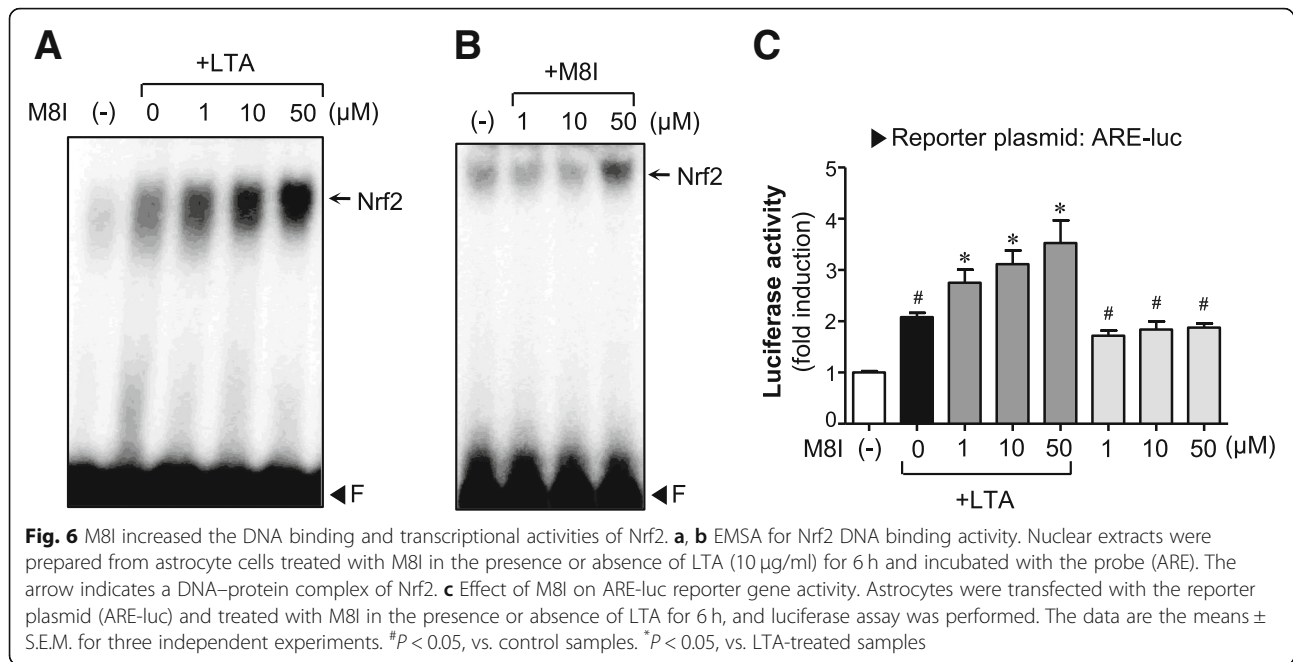 A
+LTA
M8I (-) 0 1 10 50 (µM)
← Nrf2
◀ F
B
+M8I
(-) 1 10 50 (µM)
← Nrf2
◀ F
C
▶ Reporter plasmid: ARE-luc
Luciferase activity
(fold induction)
5
4
3
2
1
0
# * * * # # #
M8I (-) 0 1 10 50 1 10 50 (µM)
+LTA
Fig. 6 M8I increased the DNA binding and transcriptional activities of Nrf2. a, b EMSA for Nrf2 DNA binding activity. Nuclear extracts were
prepared from astrocyte cells treated with M8I in the presence or absence of LTA (10 µg/ml) for 6 h and incubated with the probe (ARE). The
arrow indicates a DNA–protein complex of Nrf2. c Effect of M8I on ARE-luc reporter gene activity. Astrocytes were transfected with the reporter
plasmid (ARE-luc) and treated with M8I in the presence or absence of LTA for 6 h, and luciferase assay was performed. The data are the means ±
S.E.M. for three independent experiments. #P < 0.05, vs. control samples. *P < 0.05, vs. LTA-treated samples